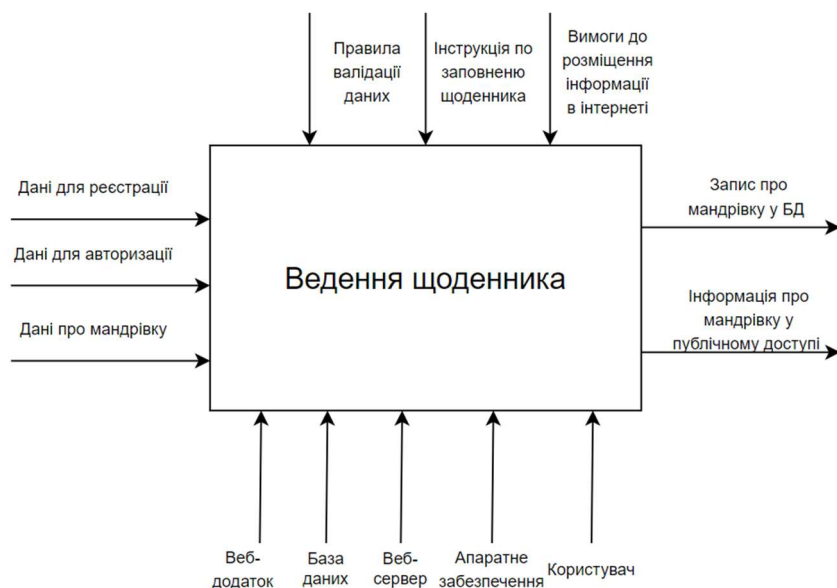 Правила
валідації
даних
Інструкція по
заповненю
щоденника
Вимоги до
розміщення
інформації
в інтернеті
Дані для реєстрації
Дані для авторизації
Дані про мандрівку
Ведення щоденника
Запис про
мандрівку у БД
Інформація про
мандрівку у
публічному доступі
Веб-
додаток
База
даних
Веб-
сервер
Апаратне
забезпечення
Користувач